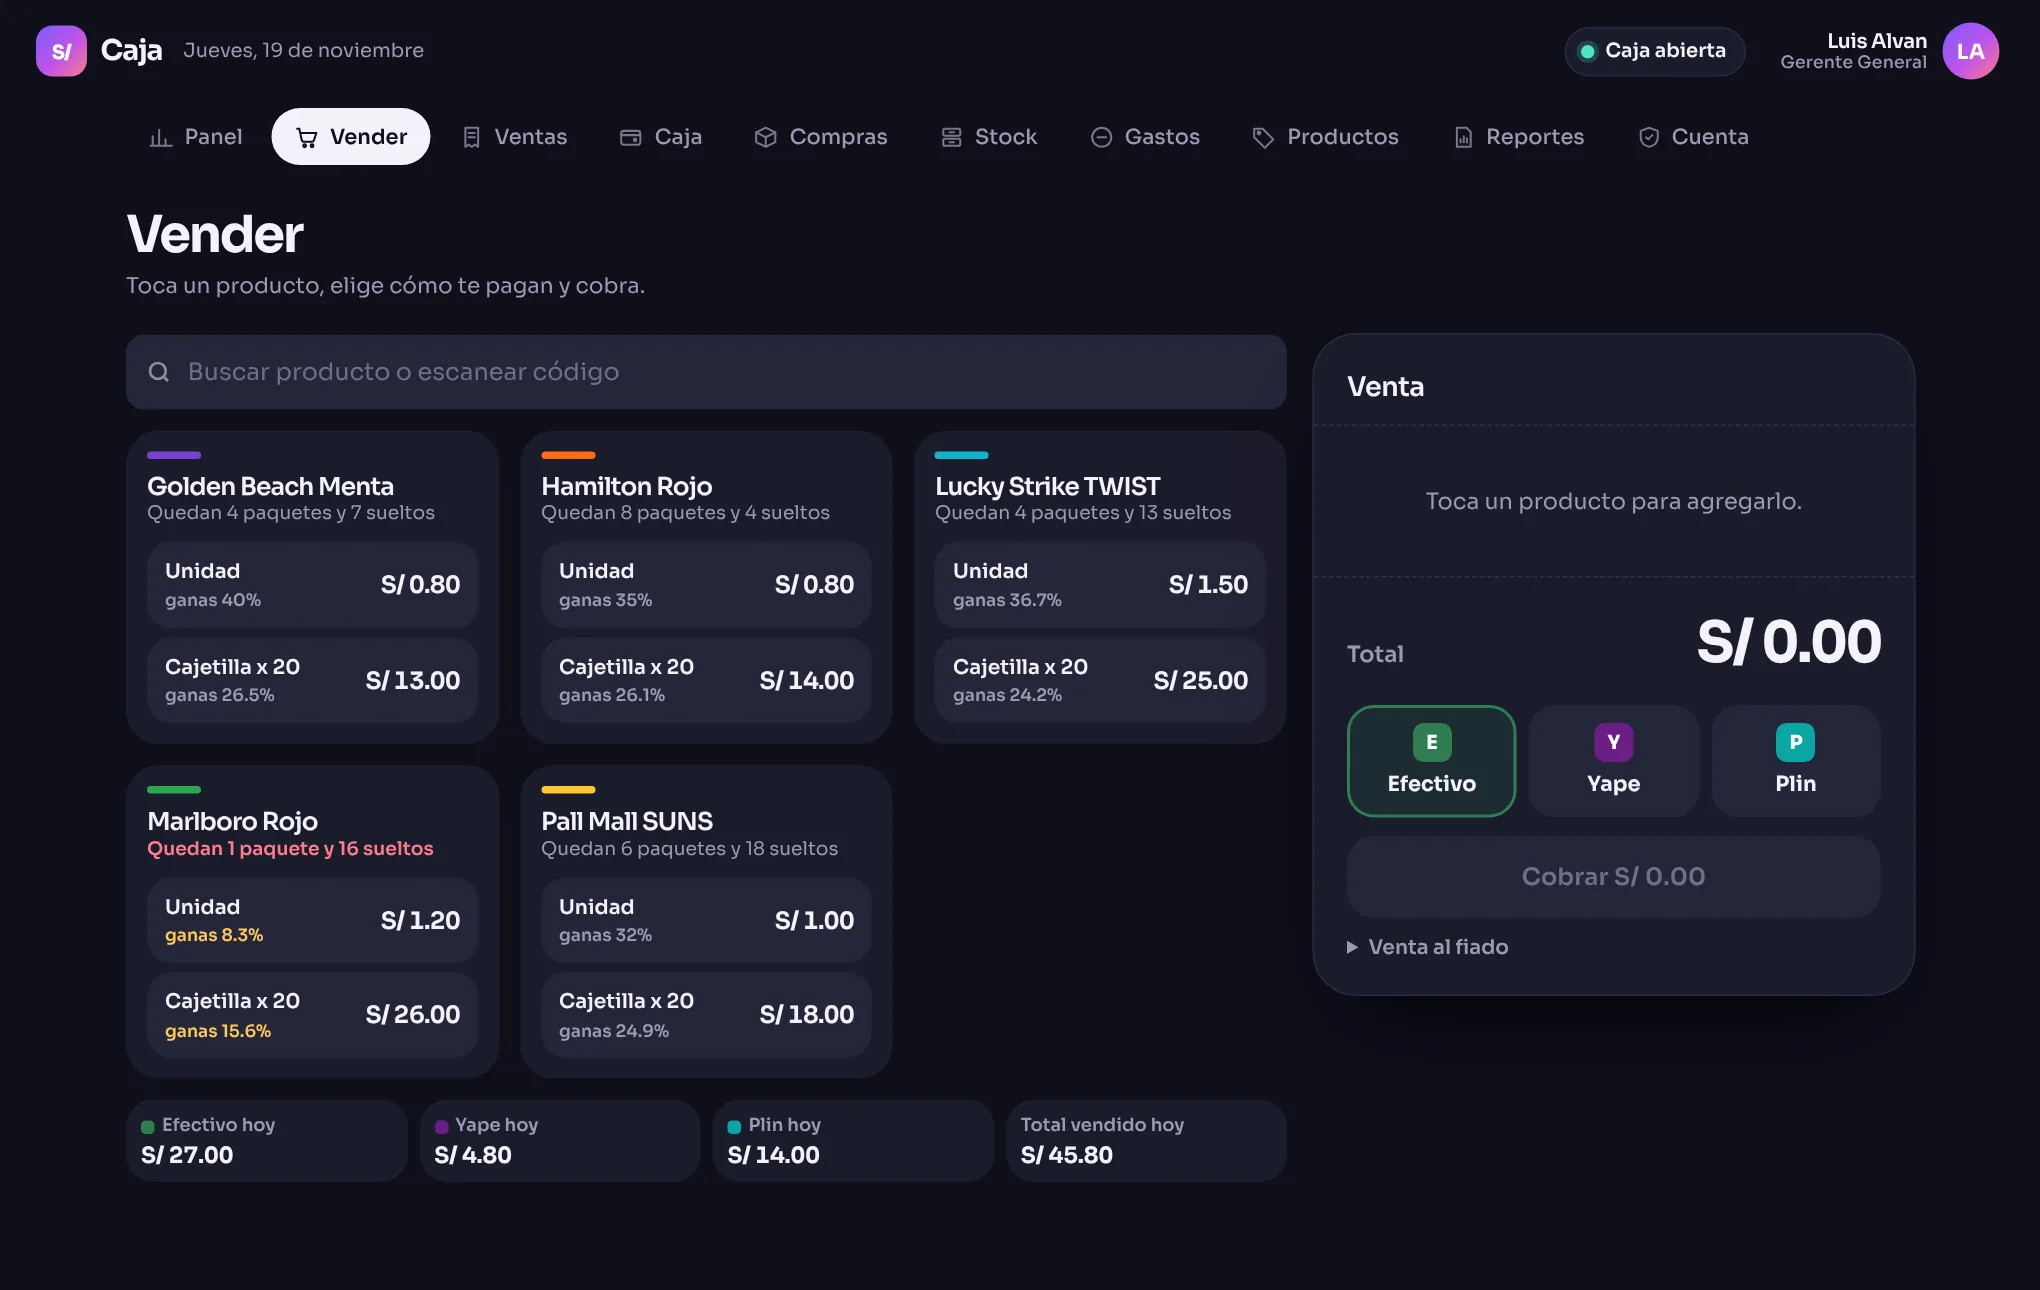 S/ Caja Jueves, 19 de noviembre
Caja abierta
Luis Alvan
Gerente General
LA
Panel Vender Ventas Caja Compras Stock Gastos Productos Reportes Cuenta
Vender
Toca un producto, elige cómo te pagan y cobra.
Buscar producto o escanear código
Golden Beach Menta
Quedan 4 paquetes y 7 sueltos
Unidad
ganas 40%
S/ 0.80
Cajetilla x 20
ganas 26.5%
S/ 13.00
Hamilton Rojo
Quedan 8 paquetes y 4 sueltos
Unidad
ganas 35%
S/ 0.80
Cajetilla x 20
ganas 26.1%
S/ 14.00
Lucky Strike TWIST
Quedan 4 paquetes y 13 sueltos
Unidad
ganas 36.7%
S/ 1.50
Cajetilla x 20
ganas 24.2%
S/ 25.00
Marlboro Rojo
Quedan 1 paquete y 16 sueltos
Unidad
ganas 8.3%
S/ 1.20
Cajetilla x 20
ganas 15.6%
S/ 26.00
Pall Mall SUNS
Quedan 6 paquetes y 18 sueltos
Unidad
ganas 32%
S/ 1.00
Cajetilla x 20
ganas 24.9%
S/ 18.00
Efectivo hoy
S/ 27.00
Yape hoy
S/ 4.80
Plin hoy
S/ 14.00
Total vendido hoy
S/ 45.80
Venta
Toca un producto para agregarlo.
Total S/ 0.00
E
Efectivo
Y
Yape
P
Plin
Cobrar S/ 0.00
Venta al fiado